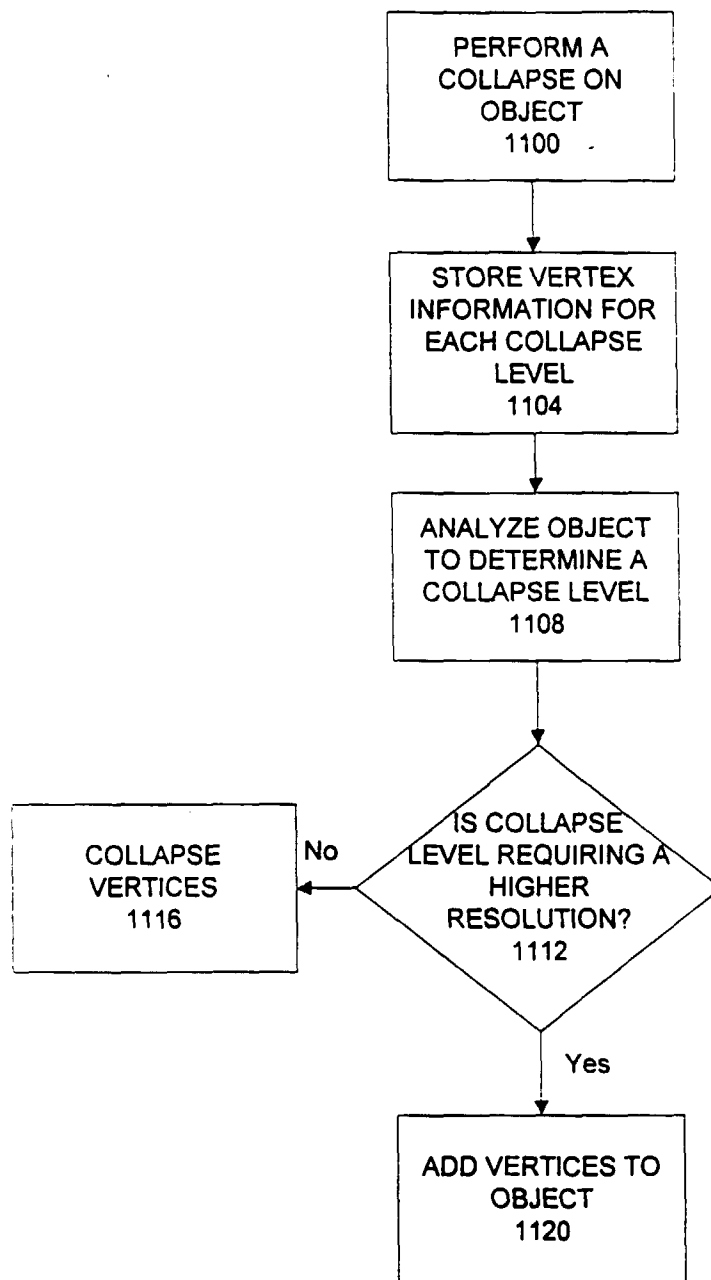 PERFORM A
COLLAPSE ON
OBJECT
1100
STORE VERTEX
INFORMATION FOR
EACH COLLAPSE
LEVEL
1104
ANALYZE OBJECT
TO DETERMINE A
COLLAPSE LEVEL
1108
IS COLLAPSE
LEVEL REQUIRING A
HIGHER
RESOLUTION?
1112
No
COLLAPSE
VERTICES
1116
Yes
ADD VERTICES TO
OBJECT
1120